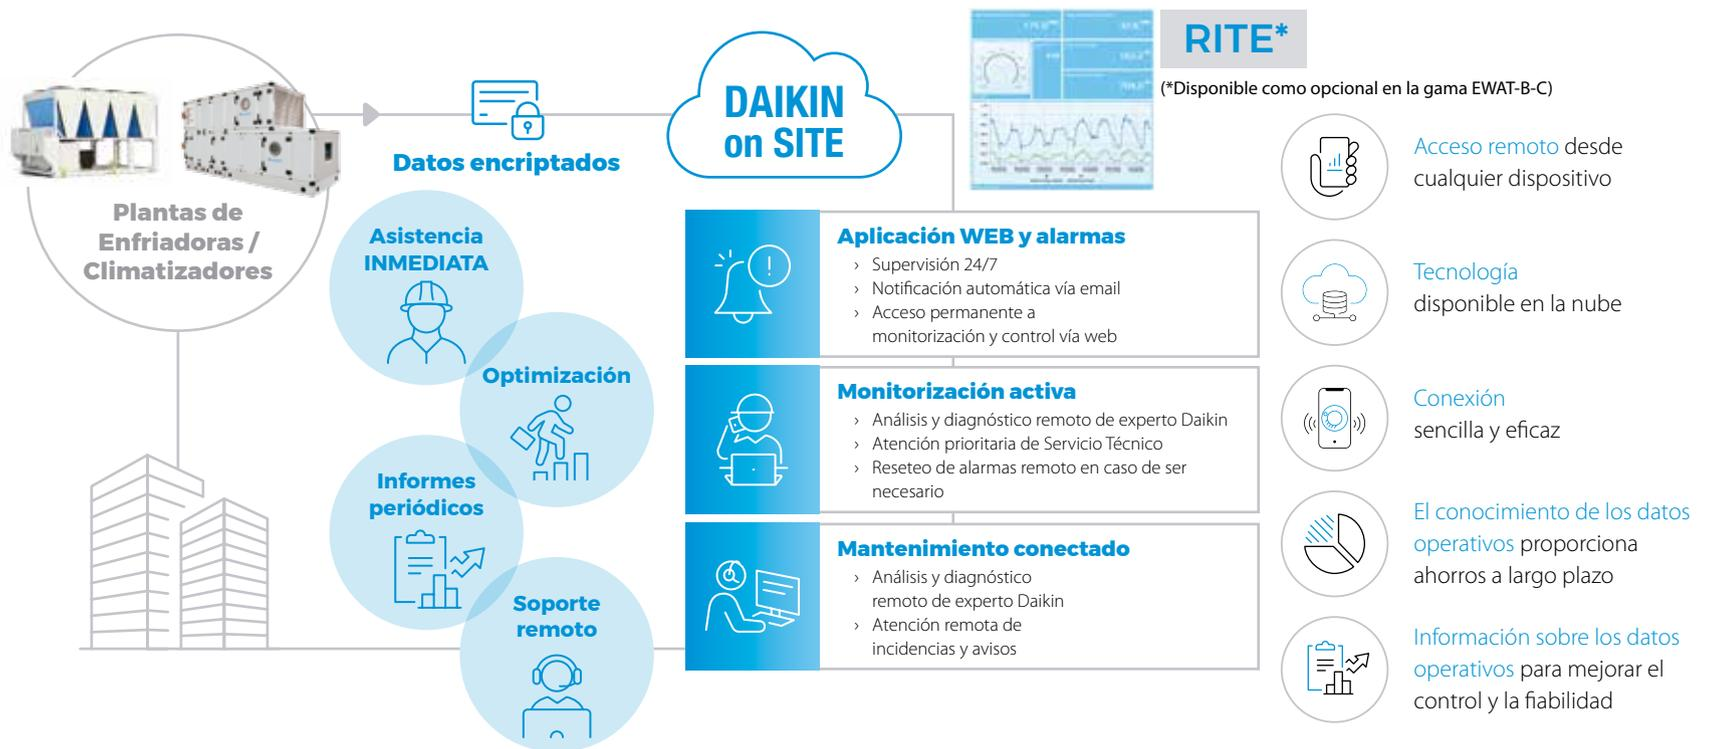 Plantas de
Enfriadoras /
Climatizadores
Datos encriptados
DAIKIN
on SITE
RITE*
(*Disponible como opcional en la gama EWAT-B-C)
Asistencia
INMEDIATA
Optimización
Informes
periódicos
Soporte
remoto
Aplicación WEB y alarmas
› Supervisión 24/7
› Notificación automática vía email
› Acceso permanente a
monitorización y control vía web
Monitorización activa
› Análisis y diagnóstico remoto de experto Daikin
› Atención prioritaria de Servicio Técnico
› Reseteo de alarmas remoto en caso de ser
necesario
Mantenimiento conectado
› Análisis y diagnóstico
remoto de experto Daikin
› Atención remota de
incidencias y avisos
Acceso remoto desde
cualquier dispositivo
Tecnología
disponible en la nube
Conexión
sencilla y eficaz
El conocimiento de los datos
operativos proporciona
ahorros a largo plazo
Información sobre los datos
operativos para mejorar el
control y la fiabilidad